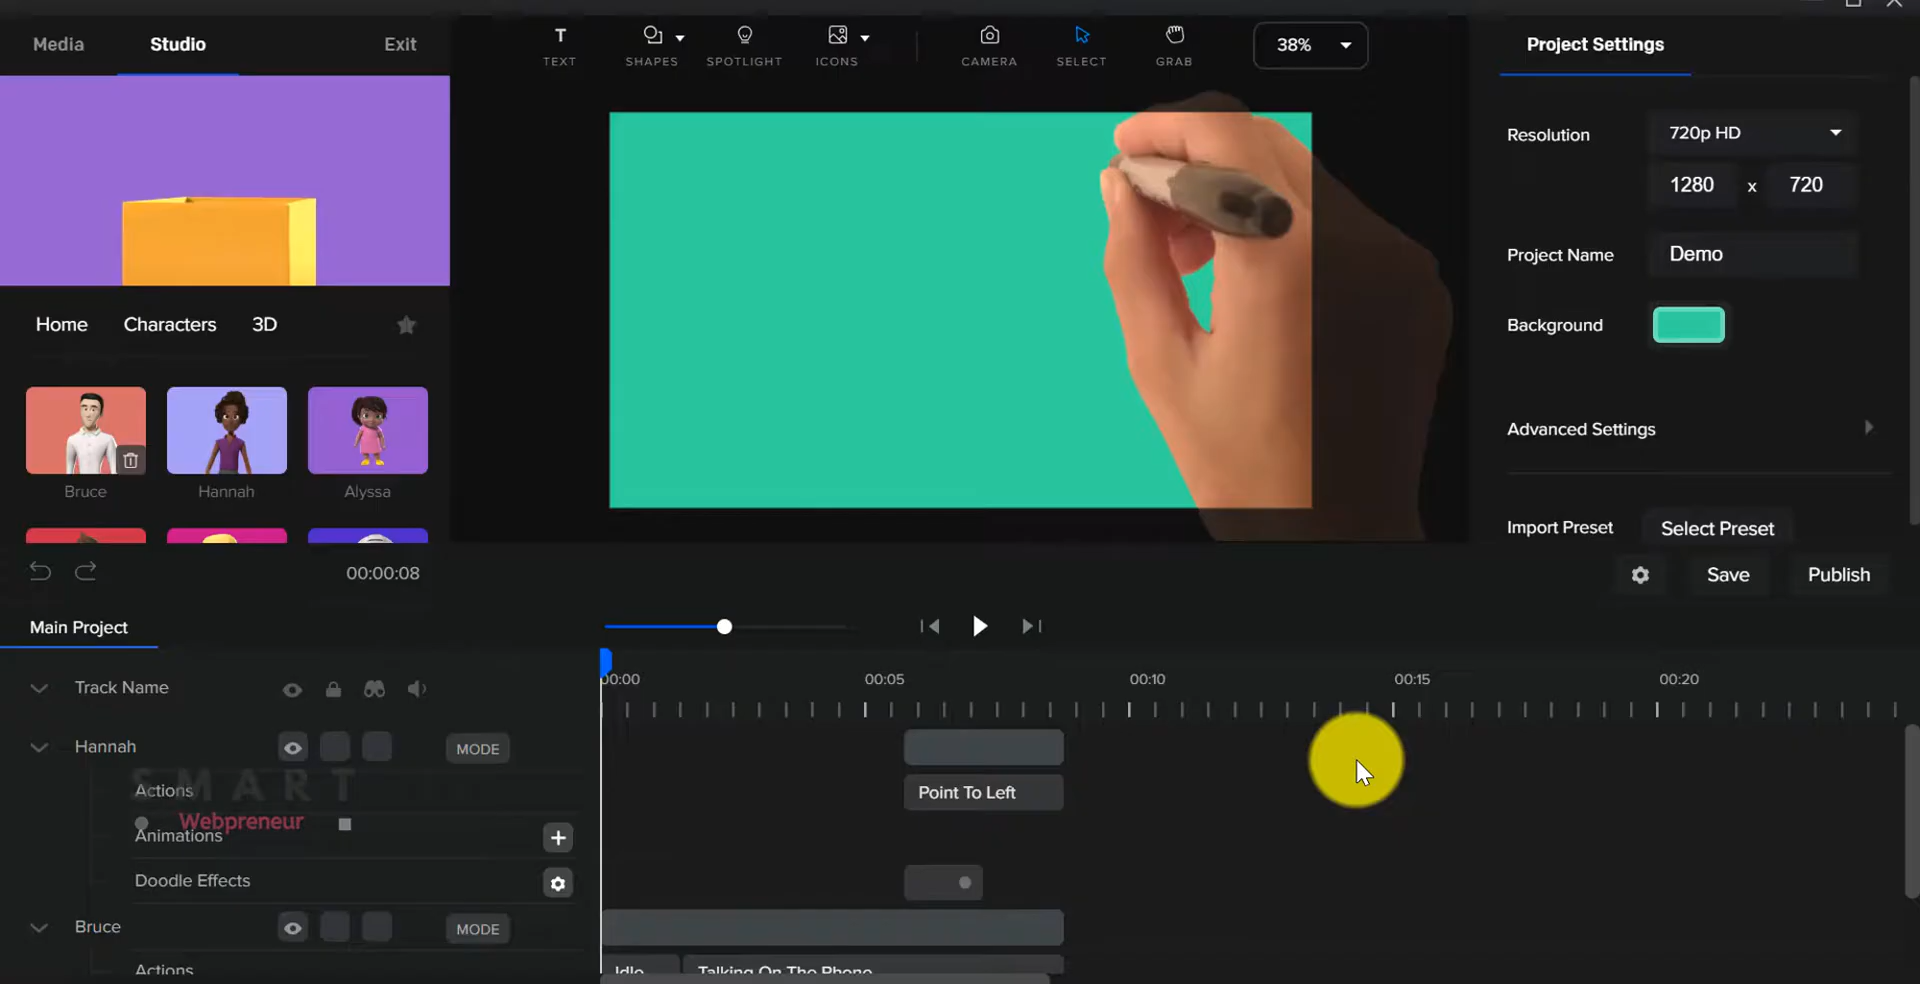 Media
Studio
Exit
TEXT
SHAPES
SPOTLIGHT
ICONS
CAMERA
SELECT
GRAB
38%
Project Settings
Resolution
720p HD
1280 x 720
Project Name
Demo
Background
Advanced Settings
Import Preset
Select Preset
Home
Characters
3D
Bruce
Hannah
Alyssa
00:00:08
Save
Publish
Main Project
Track Name
00:00
00:05
00:10
00:15
00:20
Hannah
MODE
SMART
Actions
Point To Left
Webpreneur
Animations
Doodle Effects
Bruce
MODE
Actions
Idle
Talking On The Phone